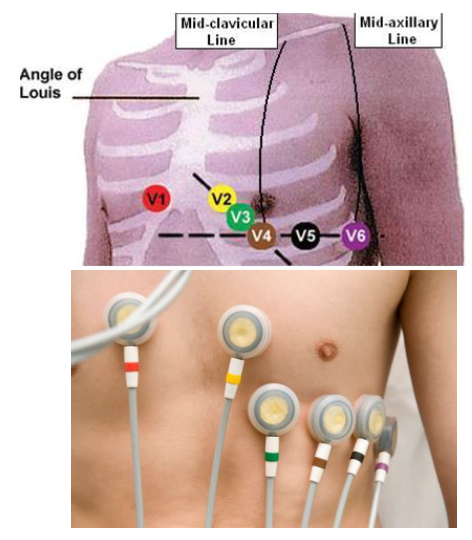 Mid-clavicular
Line
Mid-axillary
Line
Angle of
Louis
V1
V2
V3
V4
V5
V6